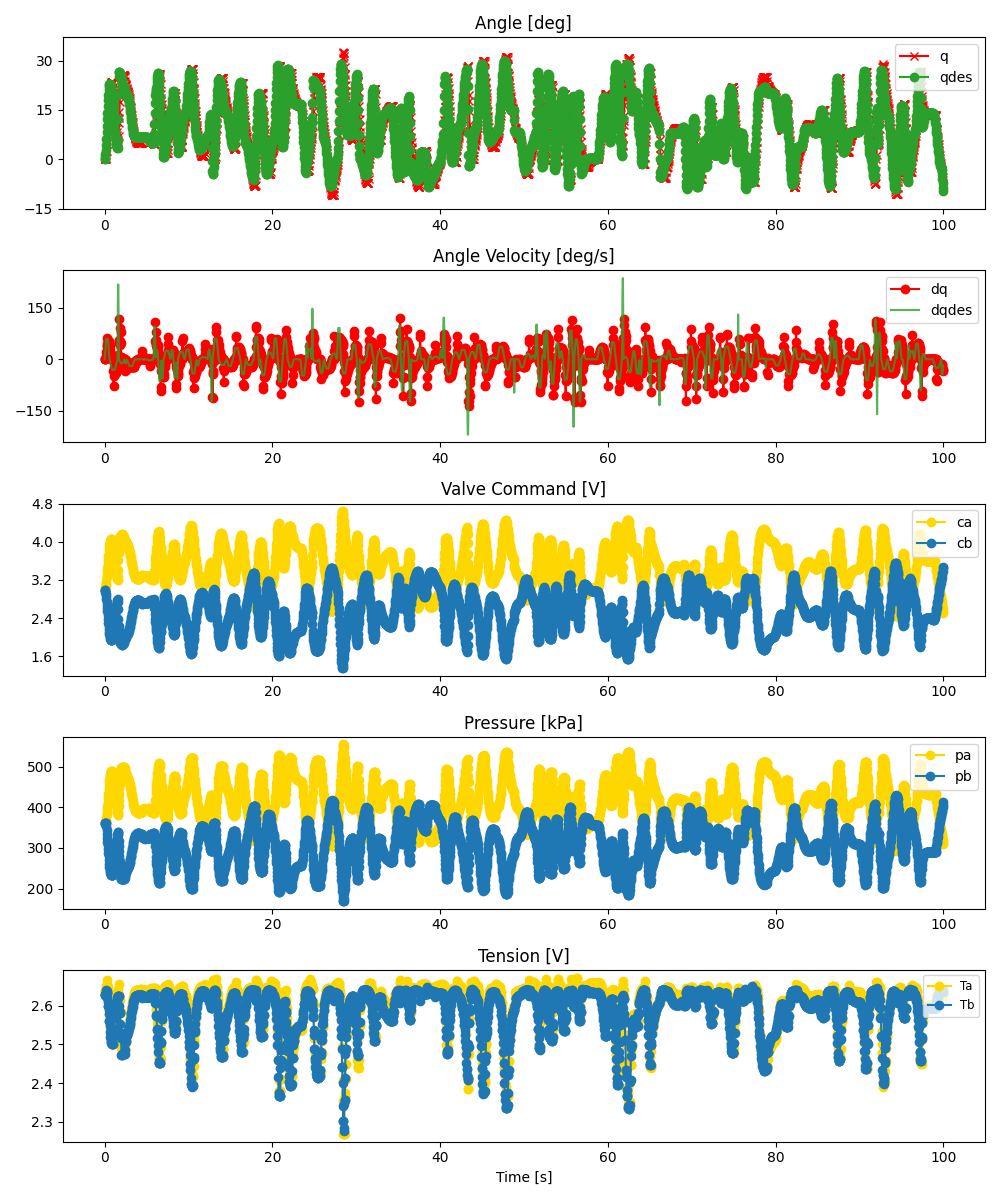 Angle [deg]
30
15
0
−15
q
qdes
0 20 40 60 80 100
Angle Velocity [deg/s]
150
0
−150
dq
dqdes
0 20 40 60 80 100
Valve Command [V]
4.8
4.0
3.2
2.4
1.6
ca
cb
0 20 40 60 80 100
Pressure [kPa]
500
400
300
200
pa
pb
0 20 40 60 80 100
Tension [V]
2.6
2.5
2.4
2.3
Ta
Tb
0 20 40 60 80 100
Time [s]